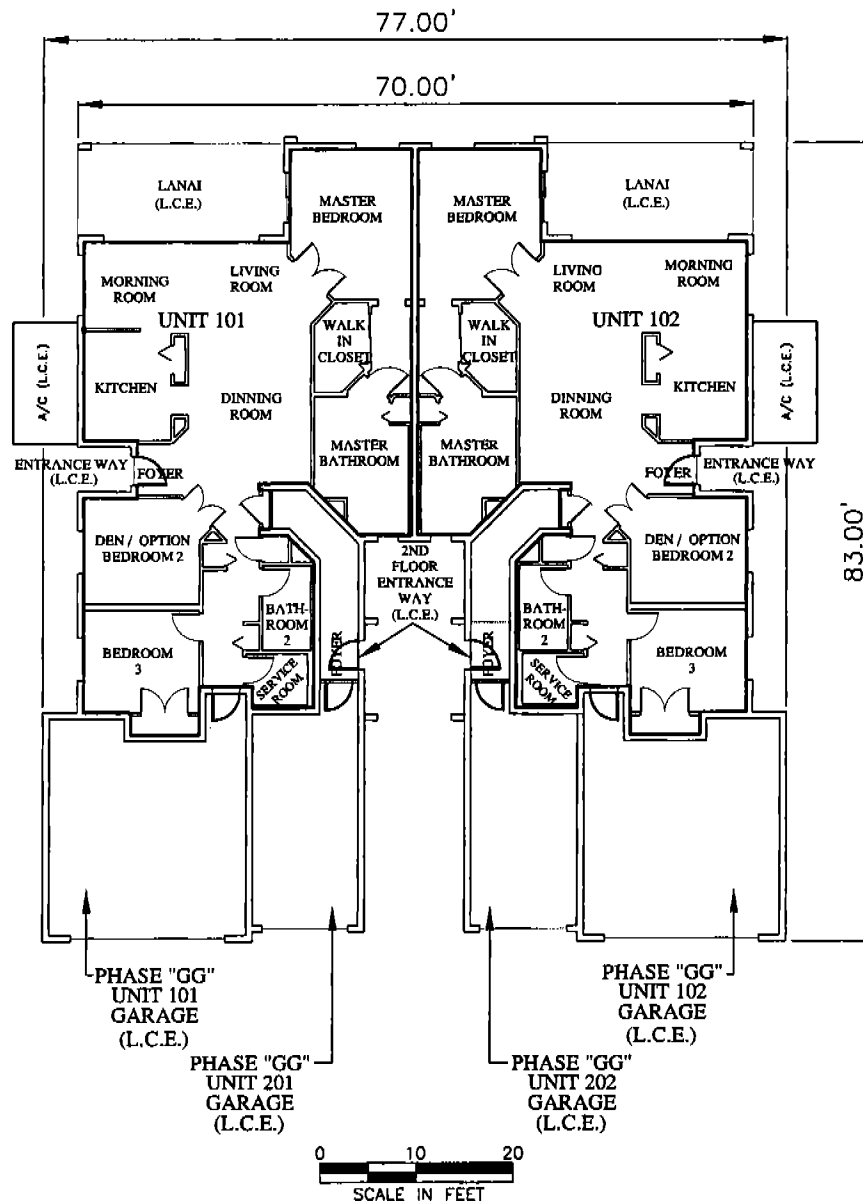 77.00'
70.00'
LANAI
(L.C.E.)
MASTER
BEDROOM
MASTER
BEDROOM
LANAI
(L.C.E.)
MORNING
ROOM
LIVING
ROOM
LIVING
ROOM
MORNING
ROOM
UNIT 101
WALK
IN
CLOSET
WALK
IN
CLOSET
UNIT 102
A/C (L.C.E.)
KITCHEN
DINNING
ROOM
DINNING
ROOM
KITCHEN
A/C (L.C.E.)
MASTER
BATHROOM
MASTER
BATHROOM
ENTRANCE WAY
(L.C.E.)
FOYER
FOYER
ENTRANCE WAY
(L.C.E.)
DEN / OPTION
BEDROOM 2
2ND
FLOOR
ENTRANCE
WAY
(L.C.E.)
DEN / OPTION
BEDROOM 2
83.00'
BATH-
ROOM
2
BATH-
ROOM
2
BEDROOM
3
SERVICE
ROOM
FOYER
FOYER
SERVICE
ROOM
BEDROOM
3
PHASE "GG"
UNIT 101
GARAGE
(L.C.E.)
PHASE "GG"
UNIT 102
GARAGE
(L.C.E.)
PHASE "GG"
UNIT 201
GARAGE
(L.C.E.)
PHASE "GG"
UNIT 202
GARAGE
(L.C.E.)
0 10 20
SCALE IN FEET